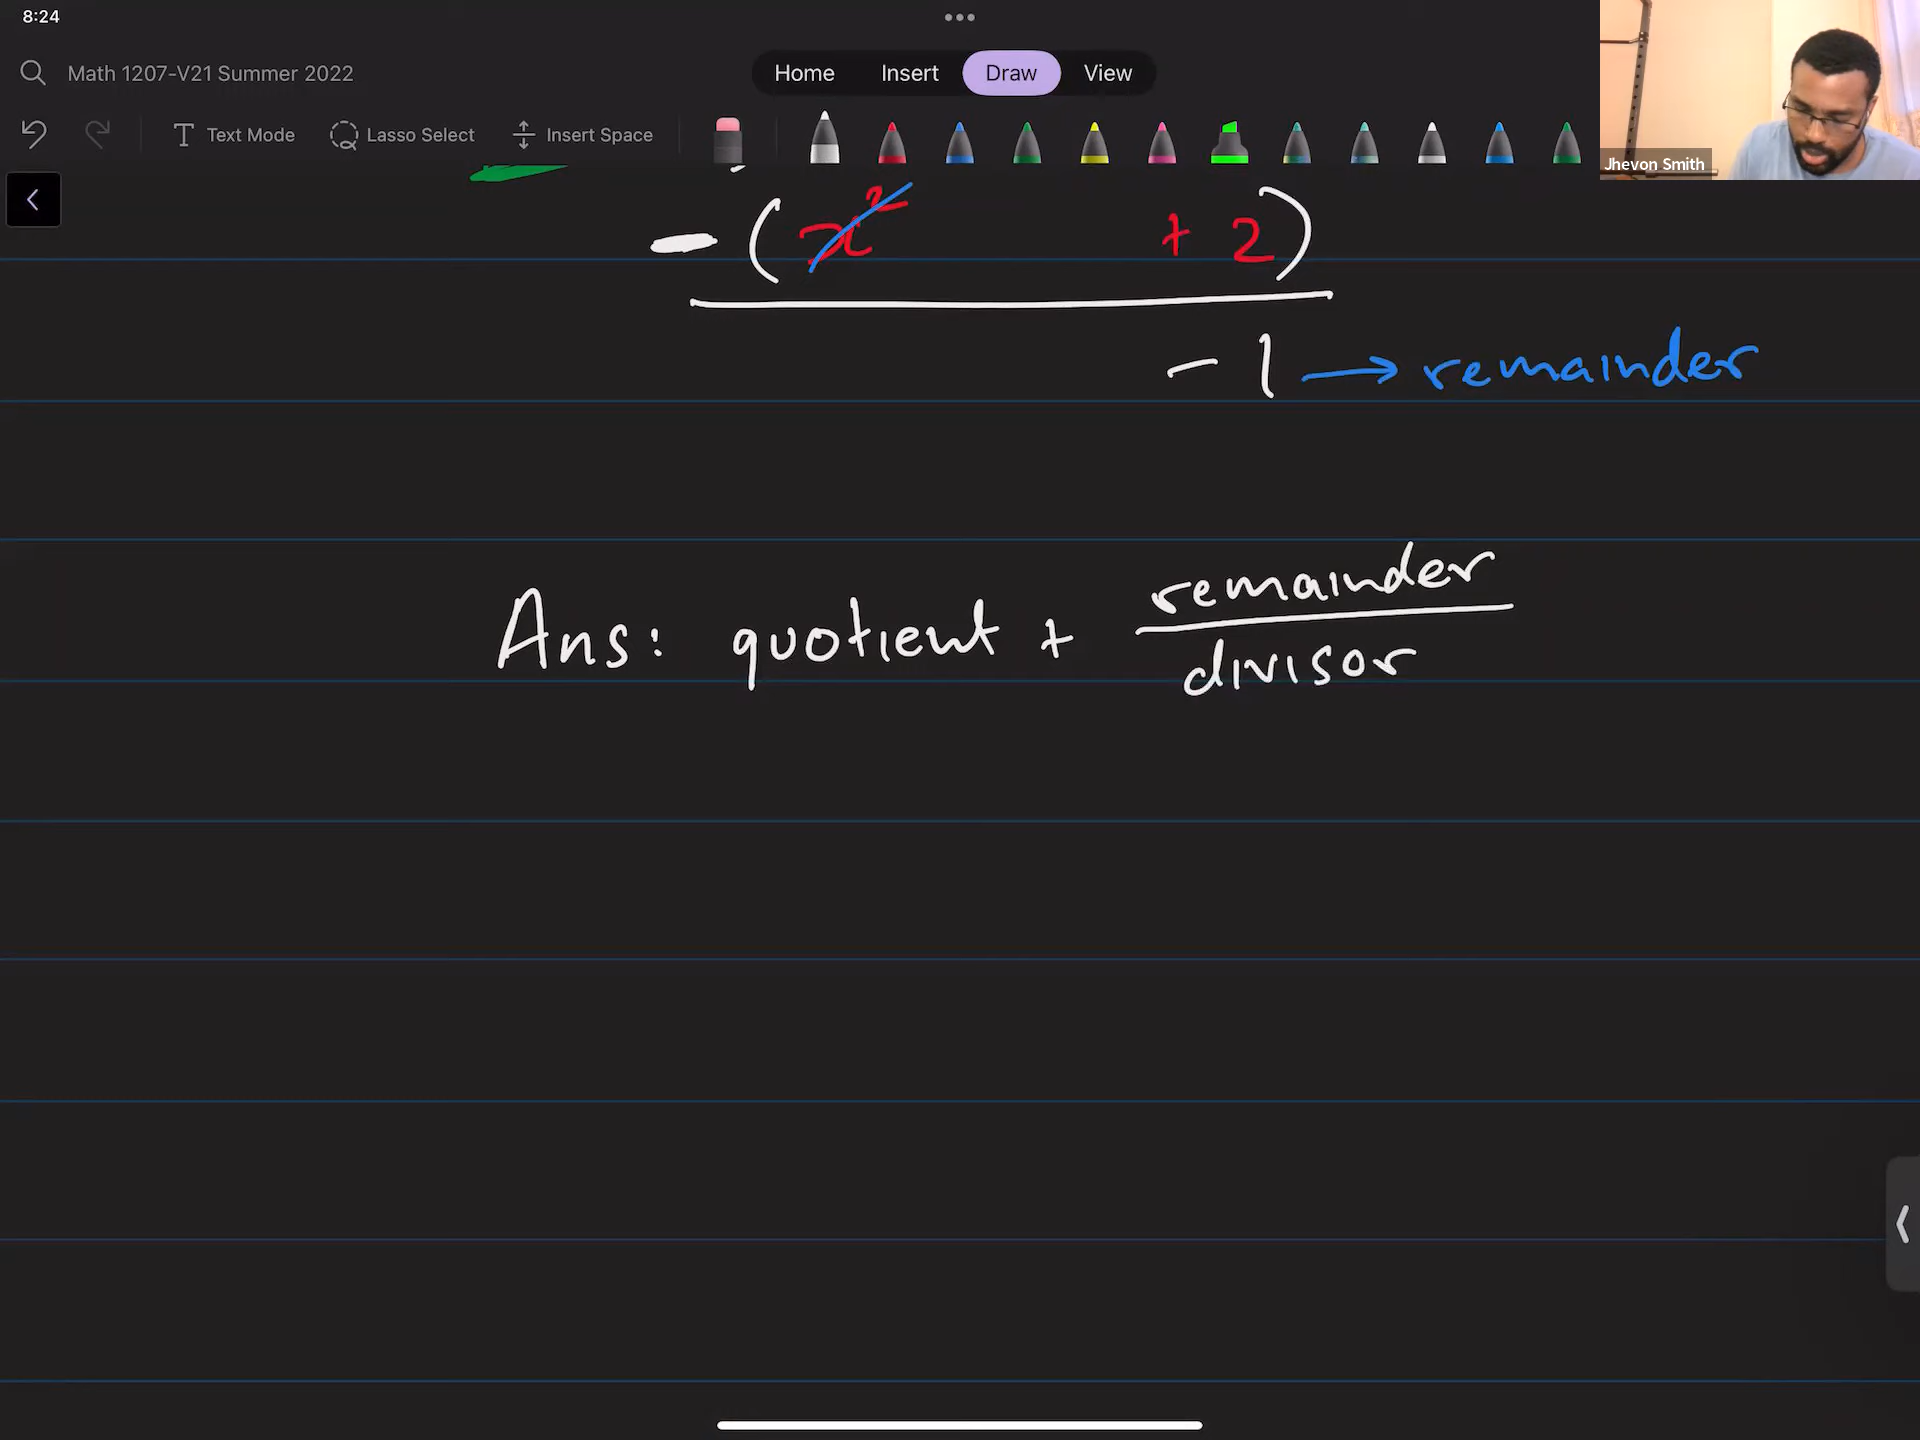 8:24
Math 1207-V21 Summer 2022
Home Insert Draw View
Text Mode Lasso Select Insert Space
Jhevon Smith
- (x² + 2)
- 1 → remainder
Ans: quotient + remainder
divisor